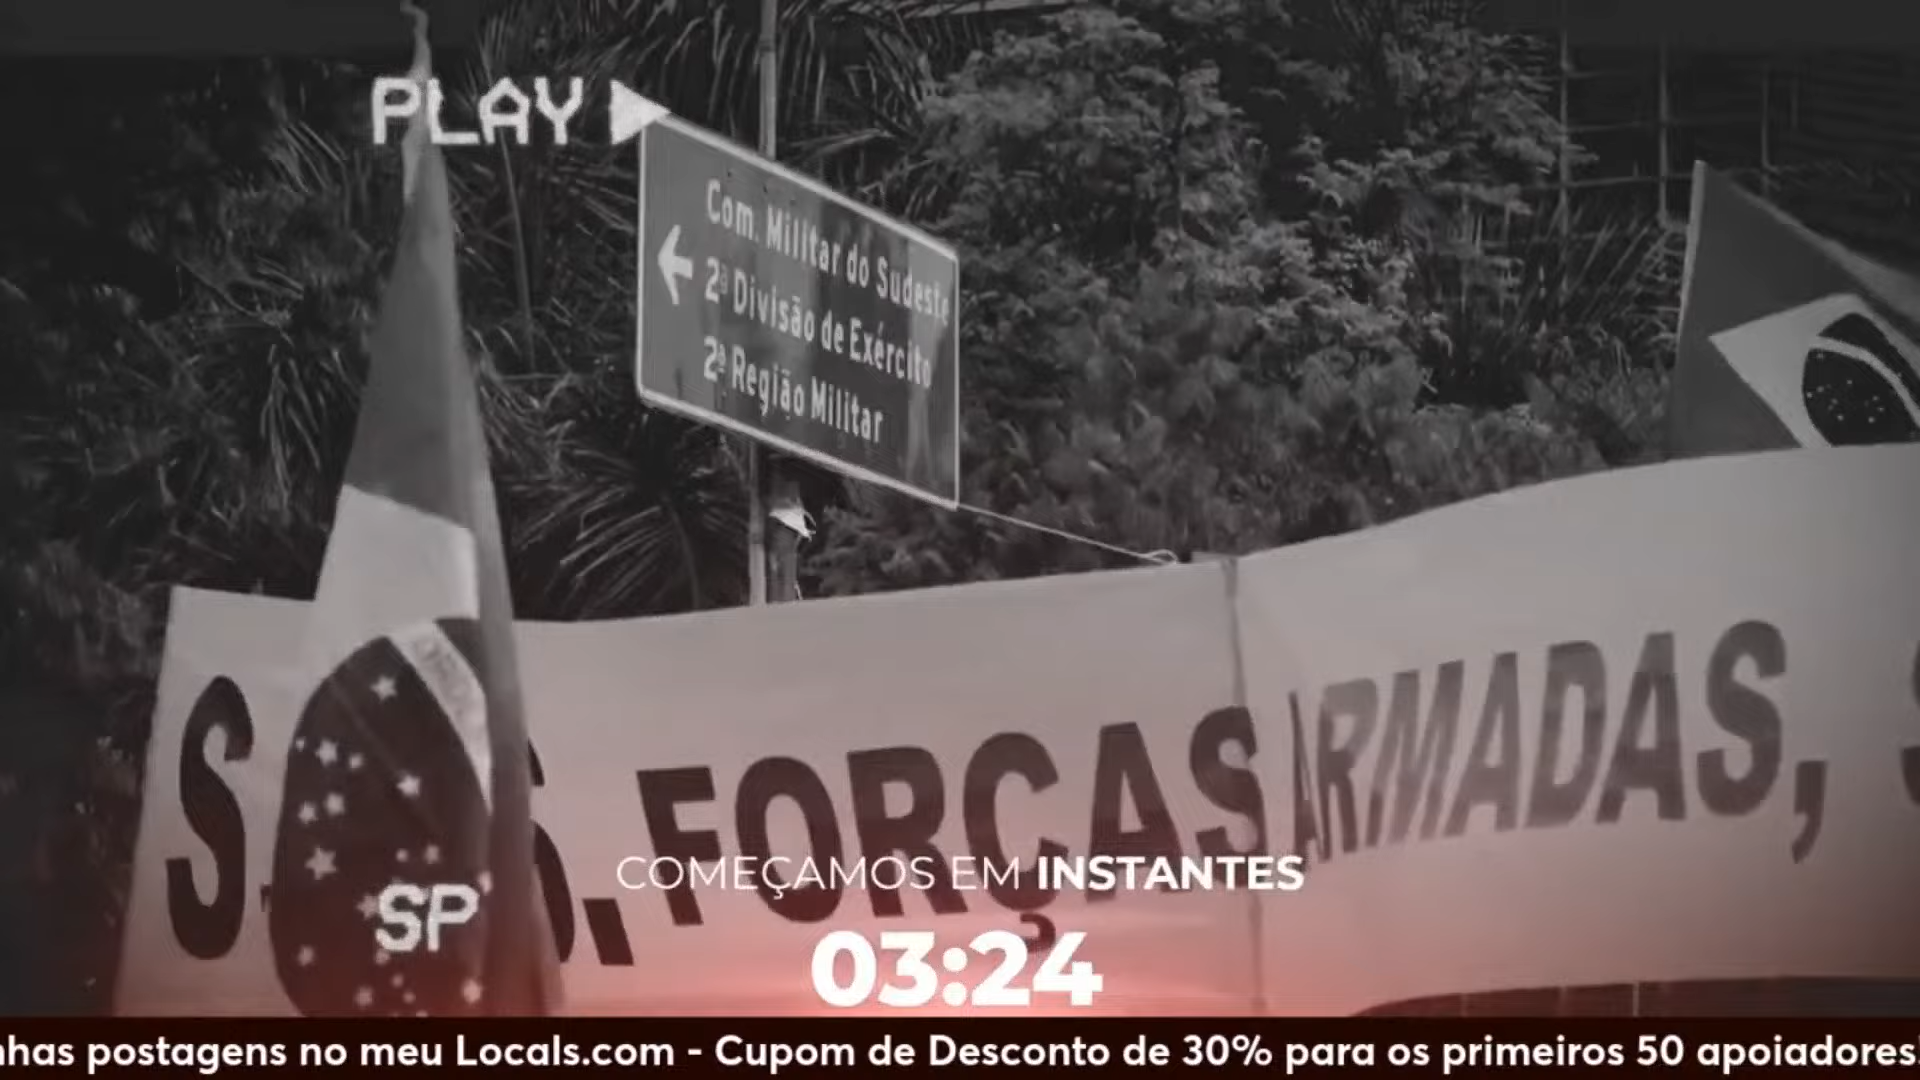 PLAY
Com. Militar do Sudeste
2ª Divisão de Exército
2ª Região Militar
S. S, FORÇAS ARMADAS, S
COMEÇAMOS EM INSTANTES
SP
03:24
nhas postagens no meu Locals.com - Cupom de Desconto de 30% para os primeiros 50 apoiadores!